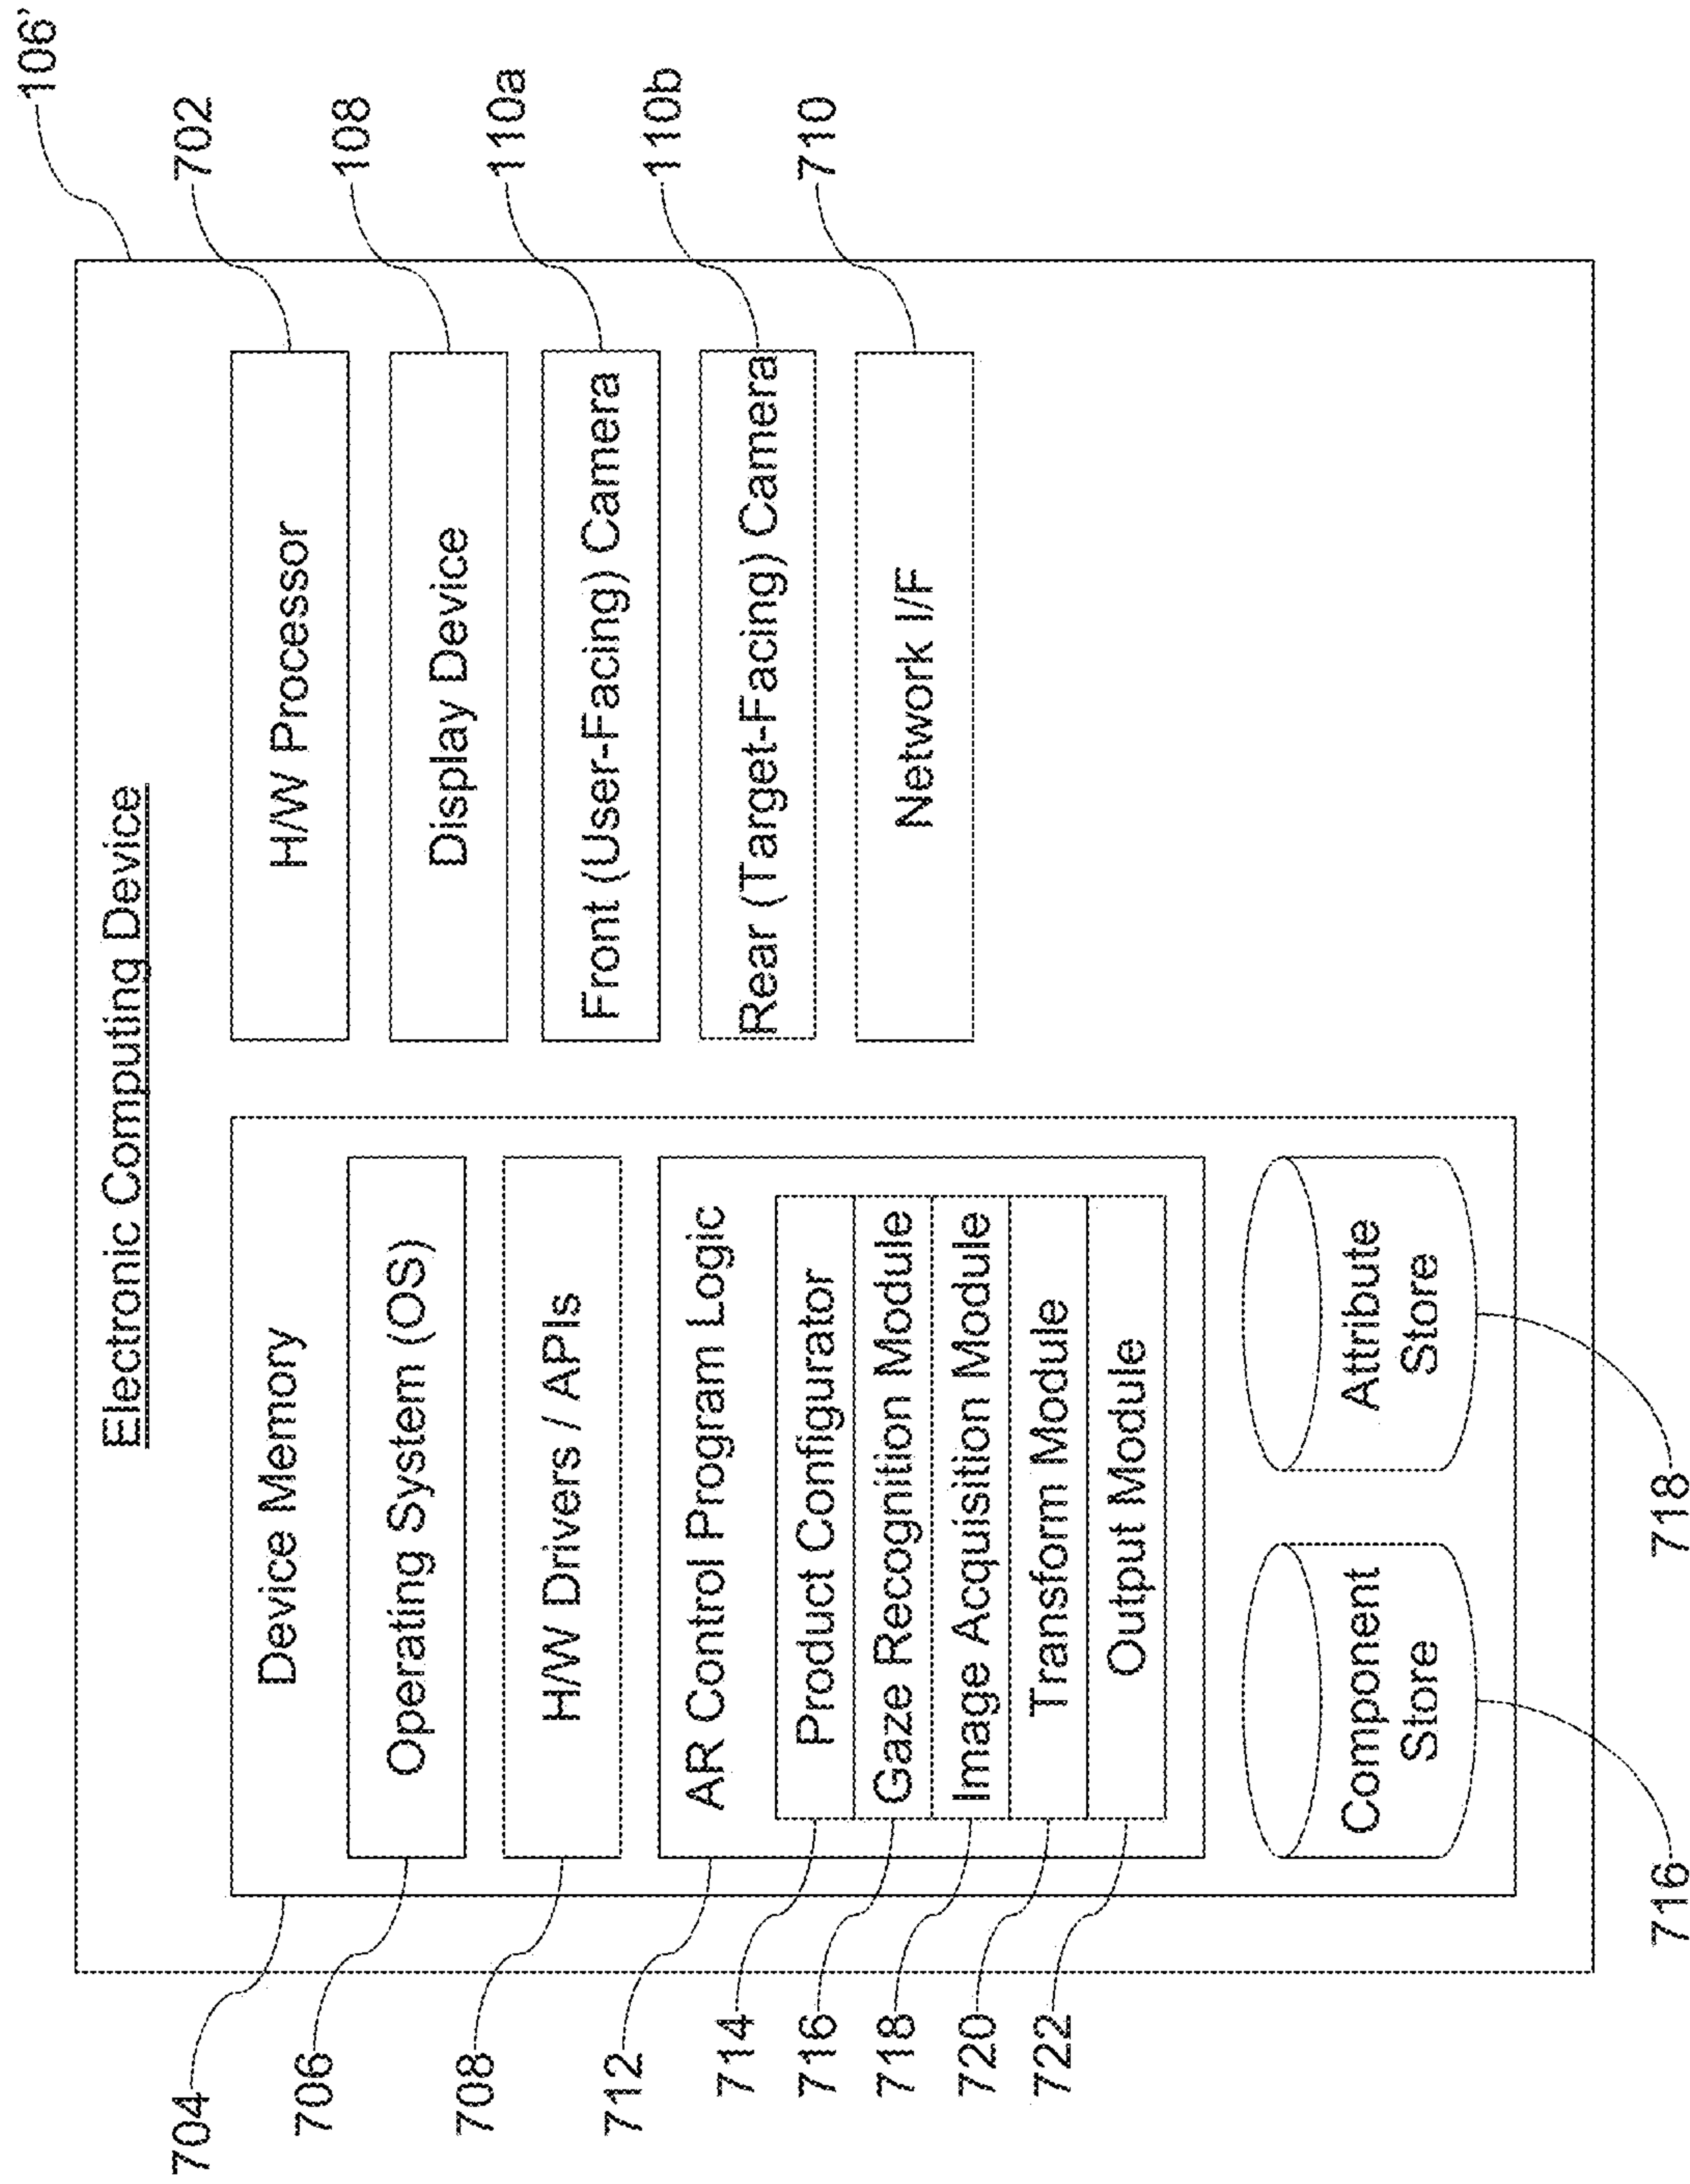 106'
Electronic Computing Device
704
Device Memory
706
Operating System (OS)
708
H/W Drivers / APIs
712
AR Control Program Logic
714
Product Configurator
716
Gaze Recognition Module
718
Image Acquisition Module
720
Transform Module
722
Output Module
Component
Store
716
Attribute
Store
718
H/W Processor
702
Display Device
108
Front (User-Facing) Camera
110a
Rear (Target-Facing) Camera
110b
Network I/F
710